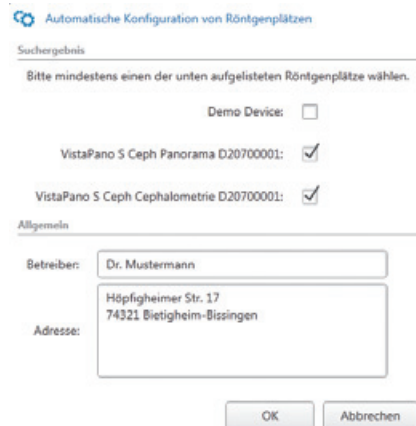 Automatische Konfiguration von Röntgenplätzen
Suchergebnis
Bitte mindestens einen der unten aufgelisteten Röntgenplätze wählen.
Demo Device:
VistaPano S Ceph Panorama D20700001:
VistaPano S Ceph Cephalometrie D20700001:
Allgemein
Betreiber: Dr. Mustermann
Adresse: Höpfigheimer Str. 17
74321 Bietigheim-Bissingen
OK Abbrechen